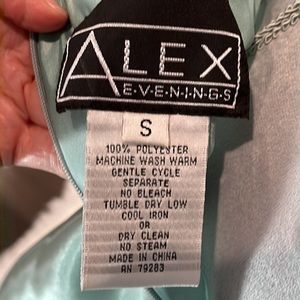 ALEX
E·V·E·N·I·N·G·S
S
100% POLYESTER
MACHINE WASH WARM
GENTLE CYCLE
SEPARATE
NO BLEACH
TUMBLE DRY LOW
COOL IRON
OR
DRY CLEAN
NO STEAM
MADE IN CHINA
RN 79283